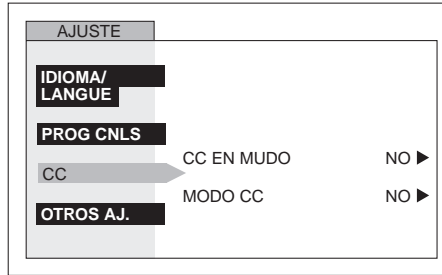 AJUSTE
IDIOMA/
LANGUE
PROG CNLS
CC
CC EN MUDO NO ▶
MODO CC NO ▶
OTROS AJ.